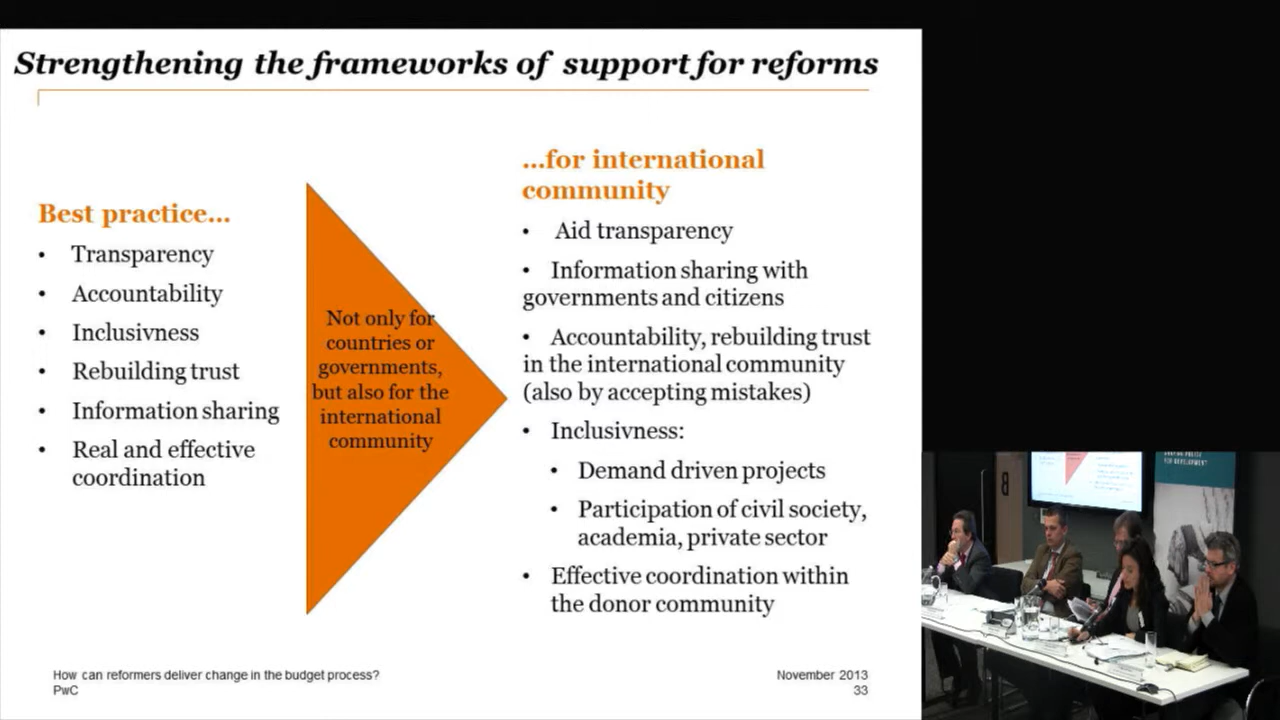 Strengthening the frameworks of support for reforms
Best practice...
• Transparency
• Accountability
• Inclusivness
• Rebuilding trust
• Information sharing
• Real and effective
coordination
Not only for
countries or
governments,
but also for the
international
community
...for international
community
• Aid transparency
• Information sharing with
governments and citizens
• Accountability, rebuilding trust
in the international community
(also by accepting mistakes)
• Inclusivness:
• Demand driven projects
• Participation of civil society,
academia, private sector
• Effective coordination within
the donor community
How can reformers deliver change in the budget process?
PwC
November 2013
33
FOR DEVELOPMENT